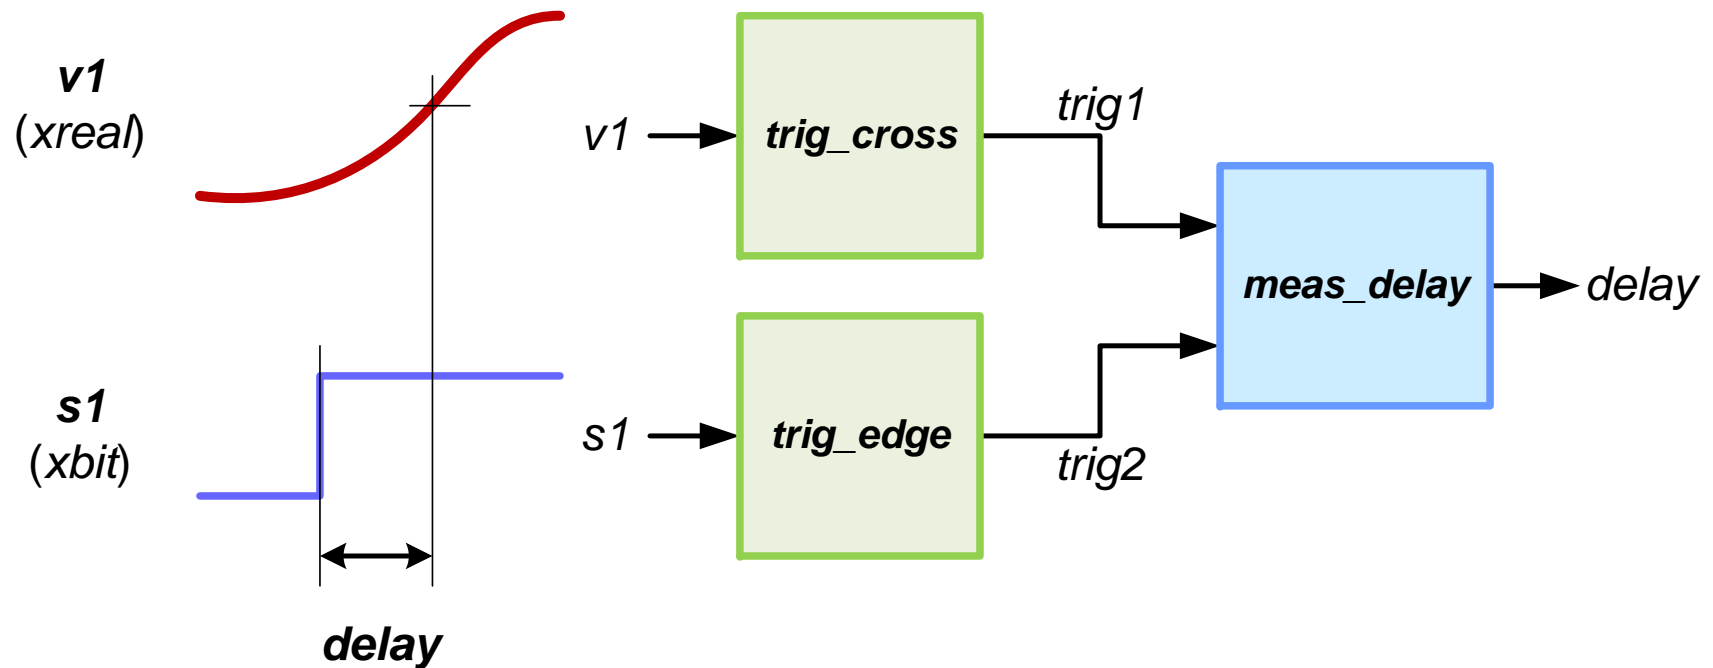 v1
(xreal)
s1
(xbit)
delay
v1
trig_cross
trig1
s1
trig_edge
trig2
meas_delay
delay